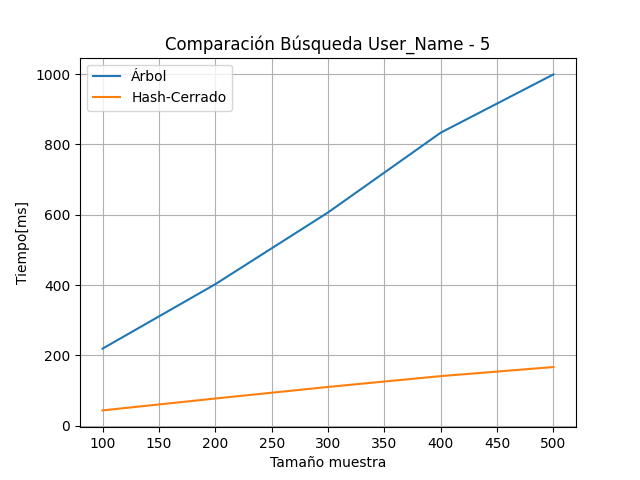 Comparación Búsqueda User_Name - 5
Árbol
Hash-Cerrado
1000
800
600
400
200
0
Tiempo[ms]
100 150 200 250 300 350 400 450 500
Tamaño muestra